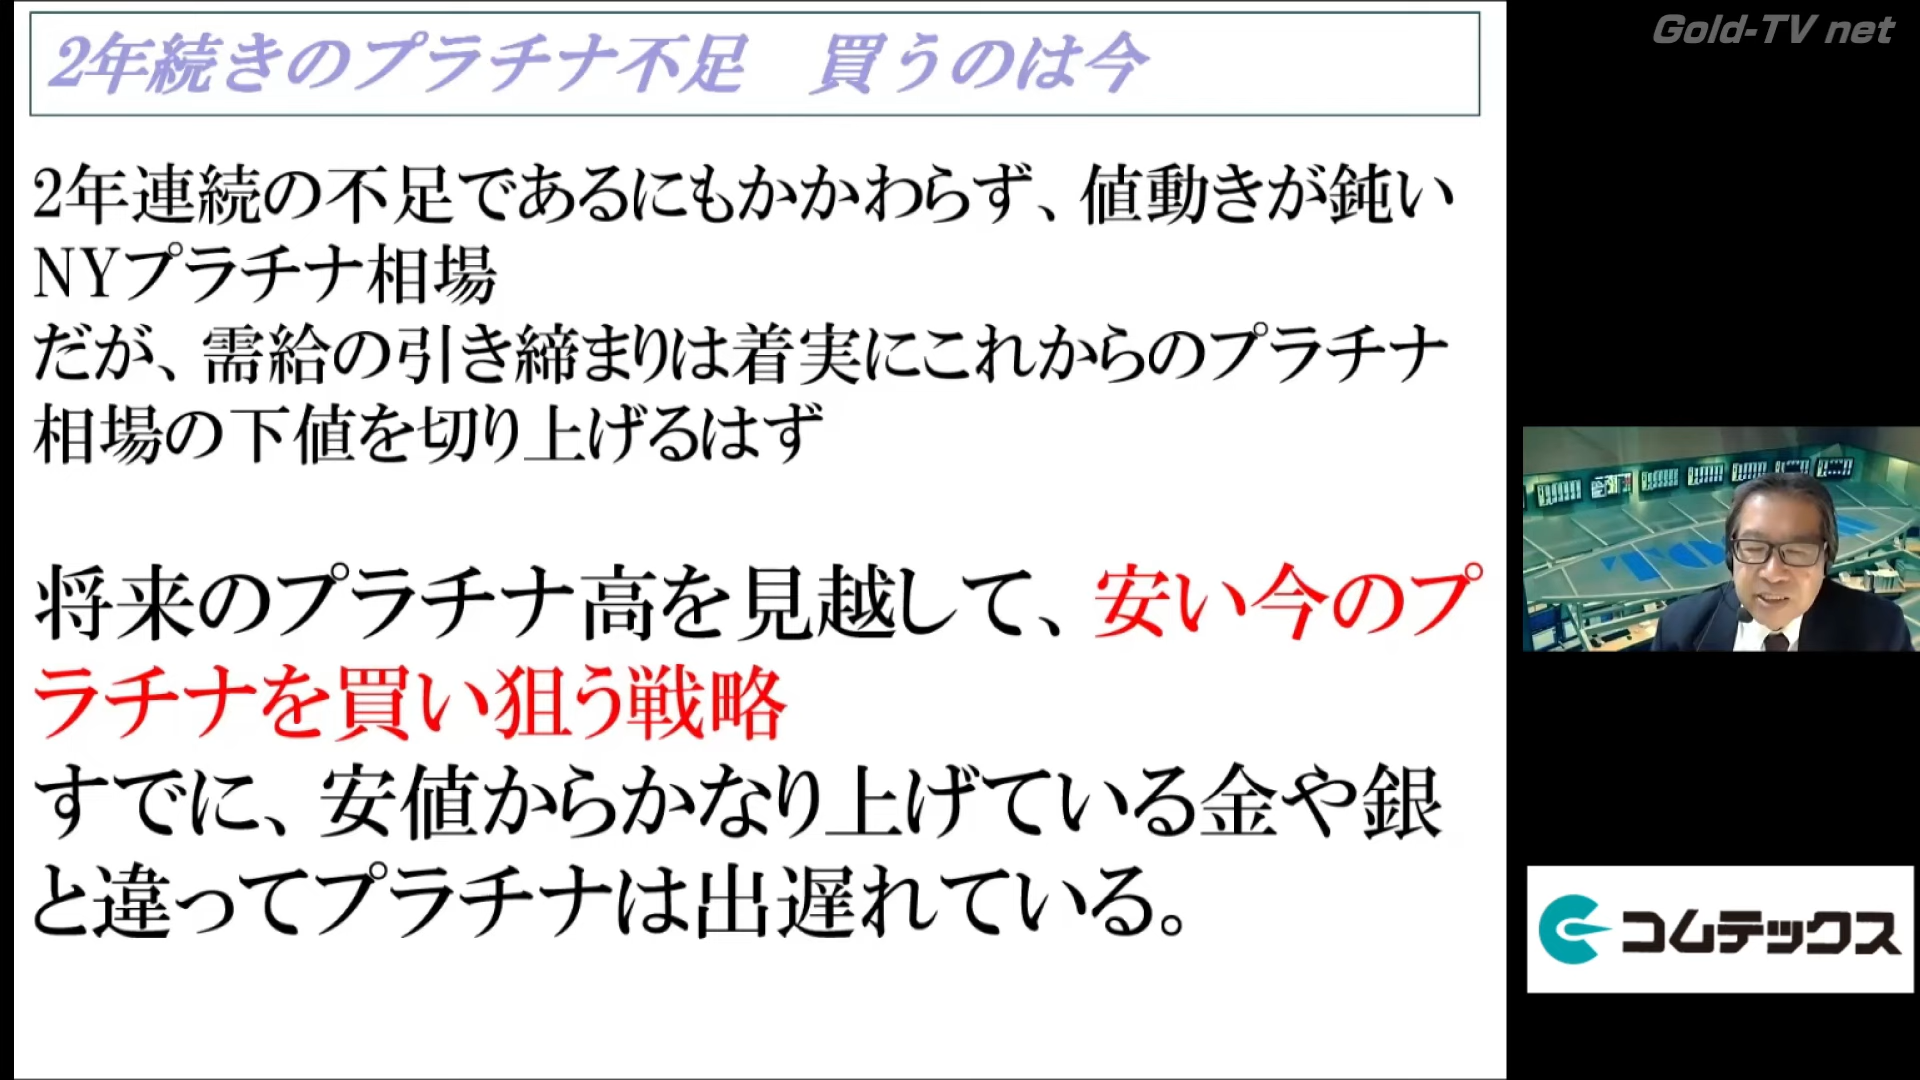 2年続きのプラチナ不足　買うのは今
2年連続の不足であるにもかかわらず、値動きが鈍い
NYプラチナ相場
だが、需給の引き締まりは着実にこれからのプラチナ
相場の下値を切り上げるはず
将来のプラチナ高を見越して、安い今のプ
ラチナを買い狙う戦略
すでに、安値からかなり上げている金や銀
と違ってプラチナは出遅れている。
Gold-TV net
コムテックス